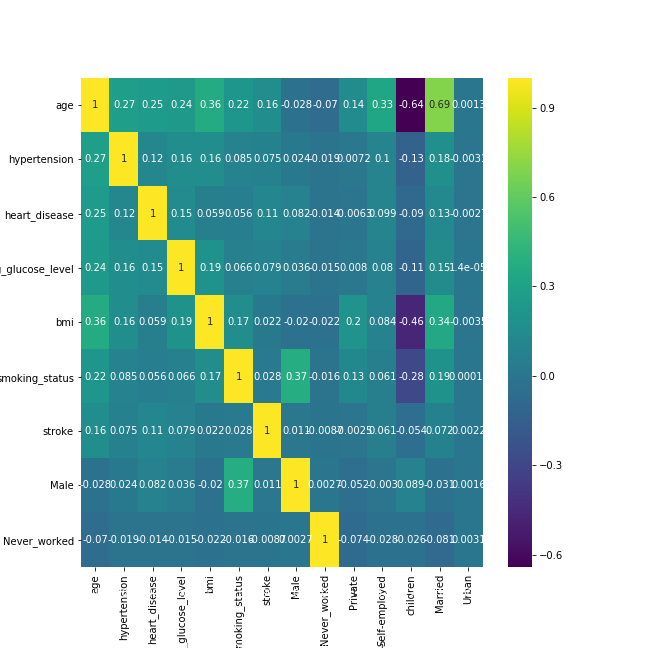 age 1 0.27 0.25 0.24 0.36 0.22 0.16 -0.028 -0.07 0.14 0.33 -0.64 0.69 0.0013
hypertension 0.27 1 0.12 0.16 0.16 0.085 0.075 0.024 -0.019 0.0072 0.1 -0.13 0.18 -0.0031
heart_disease 0.25 0.12 1 0.15 0.059 0.056 0.11 0.082 -0.014 -0.0063 0.099 -0.09 0.13 -0.0027
_glucose_level 0.24 0.16 0.15 1 0.19 0.066 0.079 0.036 -0.015 0.008 0.08 -0.11 0.15 1.4e-05
bmi 0.36 0.16 0.059 0.19 1 0.17 0.022 -0.02 -0.022 0.2 0.084 -0.46 0.34 -0.0035
smoking_status 0.22 0.085 0.056 0.066 0.17 1 0.028 0.37 -0.016 0.13 0.061 -0.28 0.19 0.0001
stroke 0.16 0.075 0.11 0.079 0.022 0.028 1 0.011 -0.0087 -0.0025 0.061 -0.054 0.072 0.0022
Male -0.028 0.024 0.082 0.036 -0.02 0.37 0.011 1 0.0027 -0.052 -0.003 0.089 -0.031 0.0016
Never_worked -0.07 -0.019 -0.014 -0.015 -0.022 -0.016 -0.0087 0.0027 1 -0.074 -0.028 -0.026 -0.081 0.0031
age hypertension heart_disease _glucose_level bmi moking_status stroke Male Never_worked Private Self-employed children Married Urban
0.9
0.6
0.3
0.0
−0.3
−0.6